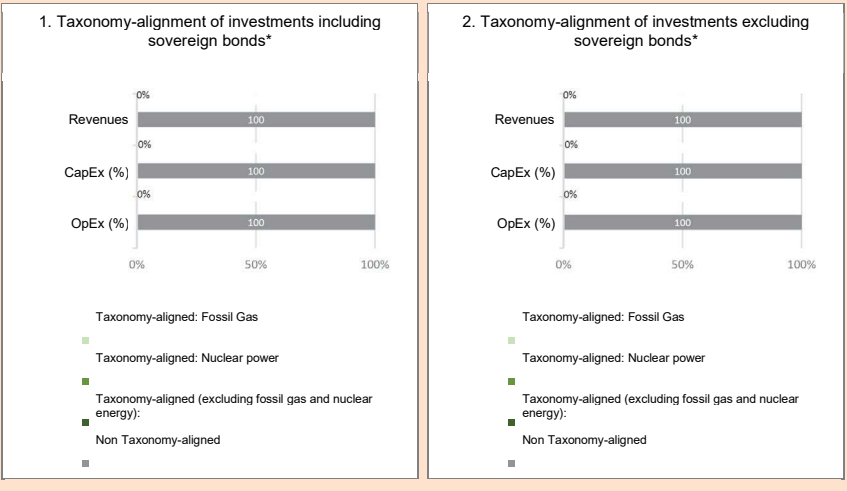 1. Taxonomy-alignment of investments including
sovereign bonds*
0%
Revenues
100
0%
CapEx (%)
100
0%
OpEx (%)
100
0%
50%
100%
Taxonomy-aligned: Fossil Gas
Taxonomy-aligned: Nuclear power
Taxonomy-aligned (excluding fossil gas and nuclear
energy):
Non Taxonomy-aligned
2. Taxonomy-alignment of investments excluding
sovereign bonds*
0%
Revenues
100
0%
CapEx (%)
100
0%
OpEx (%)
100
0%
50%
100%
Taxonomy-aligned: Fossil Gas
Taxonomy-aligned: Nuclear power
Taxonomy-aligned (excluding fossil gas and nuclear
energy):
Non Taxonomy-aligned